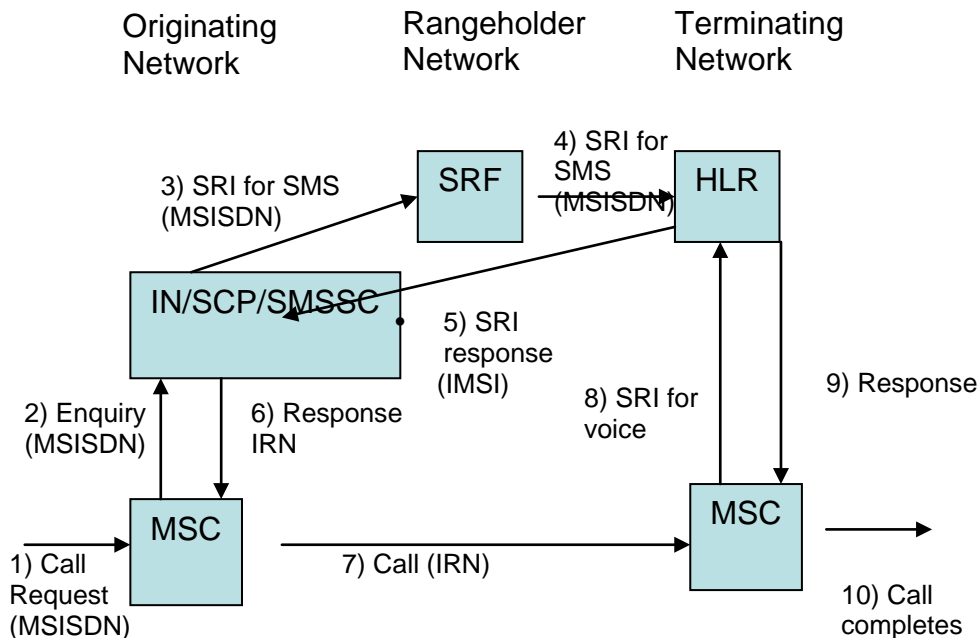 Originating
Network
Rangeholder
Network
Terminating
Network
3) SRI for SMS
(MSISDN)
SRF
4) SRI for
SMS
(MSISDN)
HLR
IN/SCP/SMSSC
5) SRI
response
(IMSI)
2) Enquiry
(MSISDN)
6) Response
IRN
8) SRI for
voice
9) Response
MSC
MSC
1) Call
Request
(MSISDN)
7) Call (IRN)
10) Call
completes